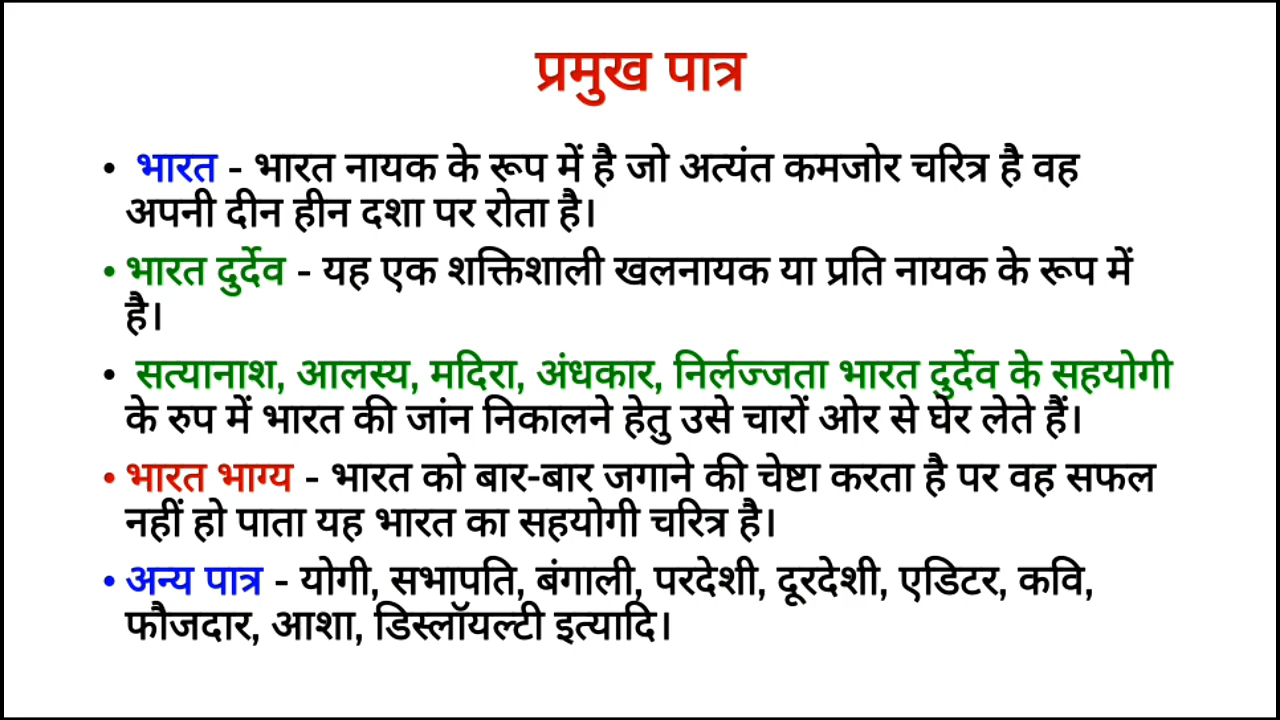 प्रमुख पात्र
• भारत - भारत नायक के रूप में है जो अत्यंत कमजोर चरित्र है वह
अपनी दीन हीन दशा पर रोता है।
• भारत दुर्देव - यह एक शक्तिशाली खलनायक या प्रति नायक के रूप में
है।
• सत्यानाश, आलस्य, मदिरा, अंधकार, निर्लज्जता भारत दुर्देव के सहयोगी
के रुप में भारत की जांन निकालने हेतु उसे चारों ओर से घेर लेते हैं।
• भारत भाग्य - भारत को बार-बार जगाने की चेष्टा करता है पर वह सफल
नहीं हो पाता यह भारत का सहयोगी चरित्र है।
• अन्य पात्र - योगी, सभापति, बंगाली, परदेशी, दूरदेशी, एडिटर, कवि,
फौजदार, आशा, डिस्लॉयल्टी इत्यादि।